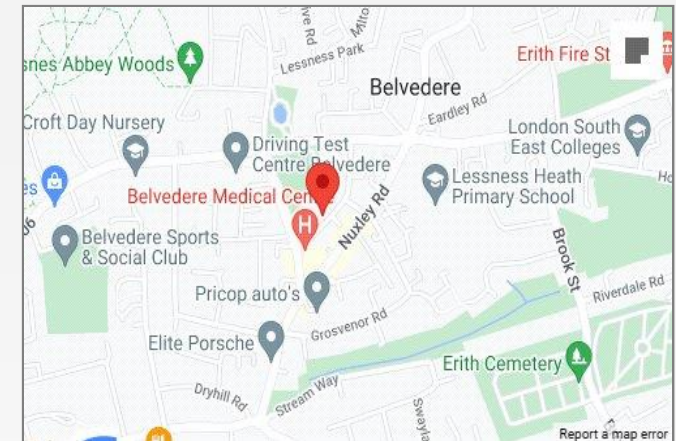 Lessness Park
Erith Fire St
snes Abbey Woods
Belvedere
Eardley Rd
Croft Day Nursery
London South
East Colleges
Driving Test
Centre Belvedere
Lessness Heath
Primary School
Belvedere Medical Cen
Nuxley Rd
Belvedere Sports
& Social Club
Brook St
Pricop auto's
Riverdale Rd
Grosvenor Rd
Elite Porsche
Erith Cemetery
Dryhill Rd
Stream Way
Report a map error